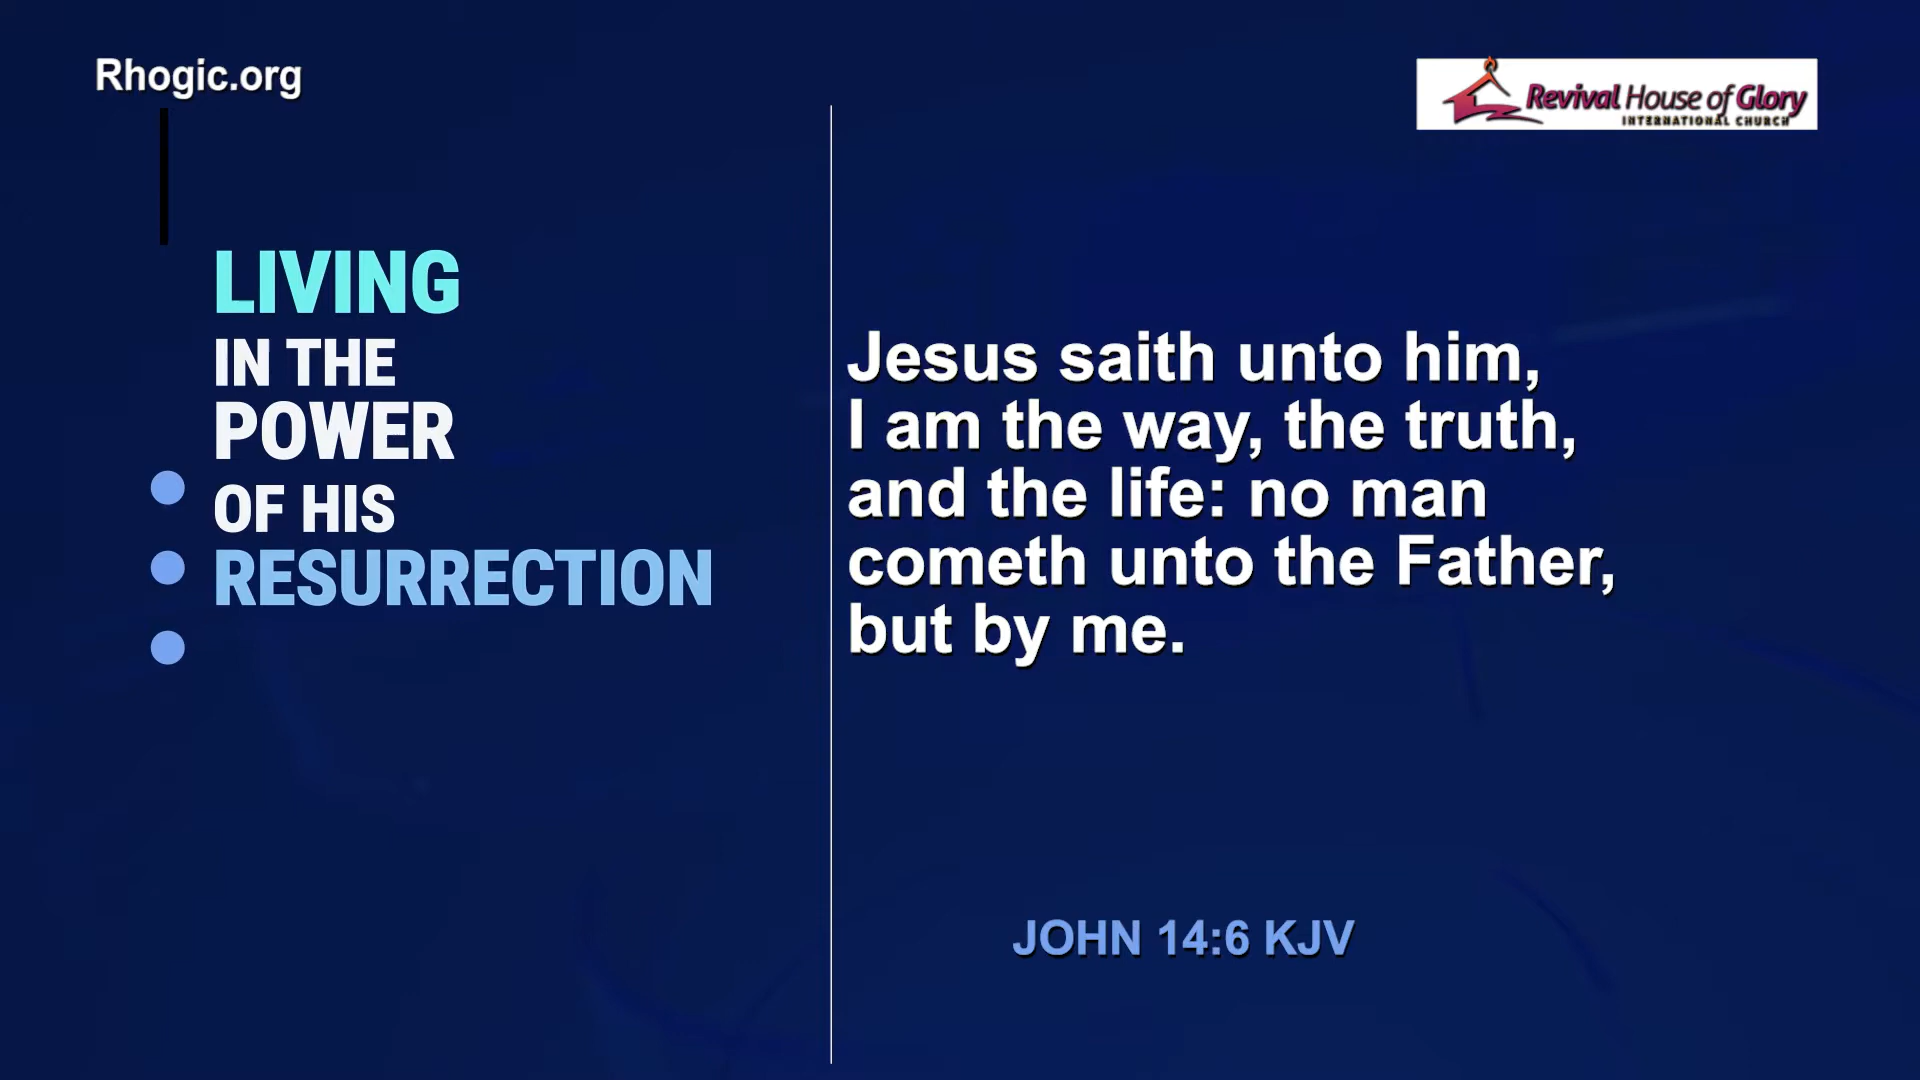 Rhogic.org
Revival House of Glory
INTERNATIONAL CHURCH
LIVING
IN THE
POWER
OF HIS
RESURRECTION
Jesus saith unto him,
I am the way, the truth,
and the life: no man
cometh unto the Father,
but by me.
JOHN 14:6 KJV